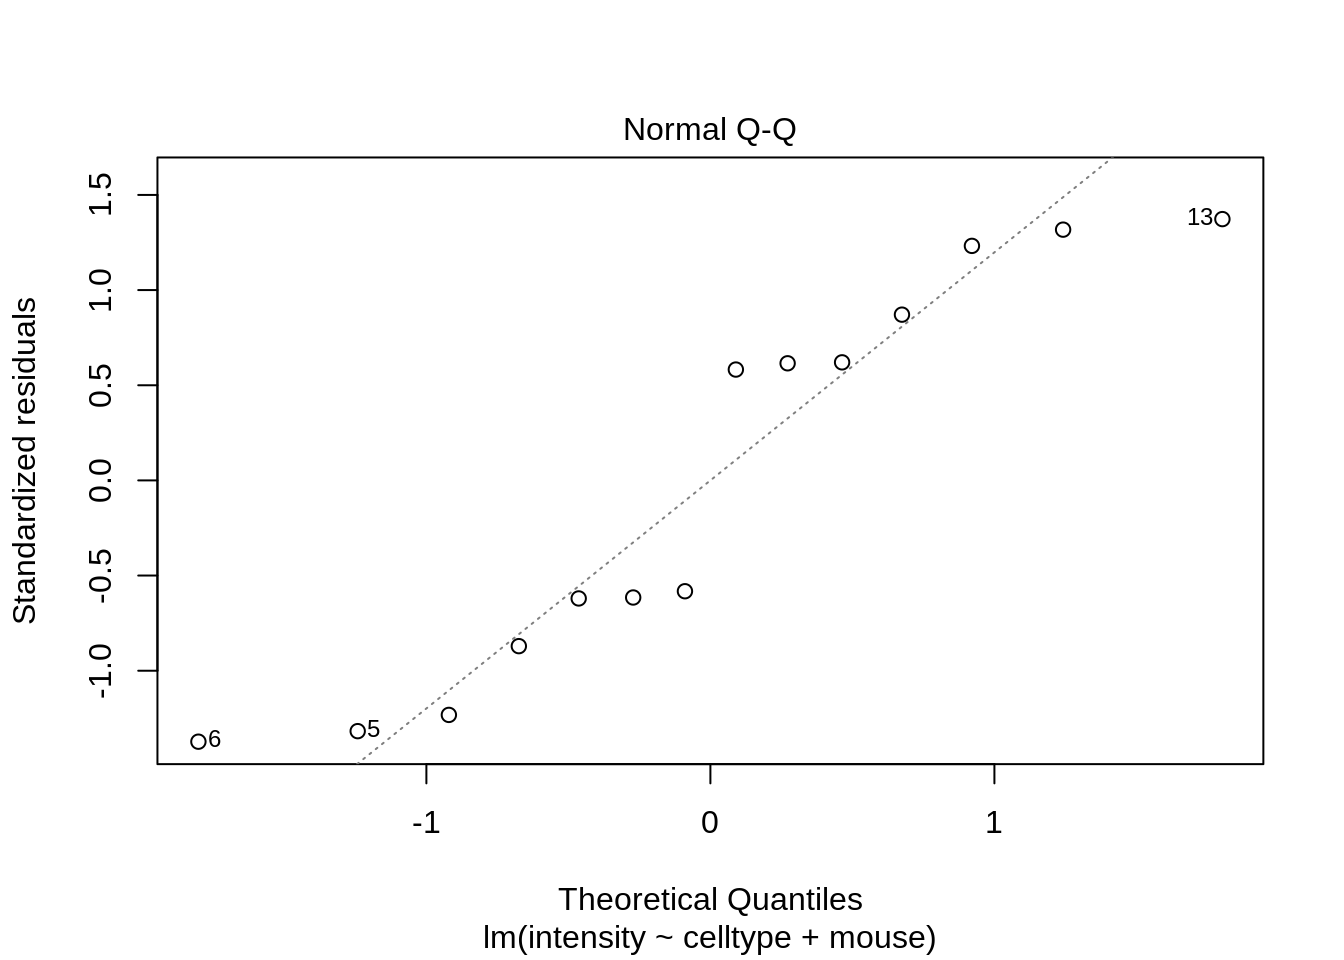 Normal Q-Q
Standardized residuals
1.5
1.0
0.5
0.0
-0.5
-1.0
13
5
6
-1 0 1
Theoretical Quantiles
lm(intensity ~ celltype + mouse)